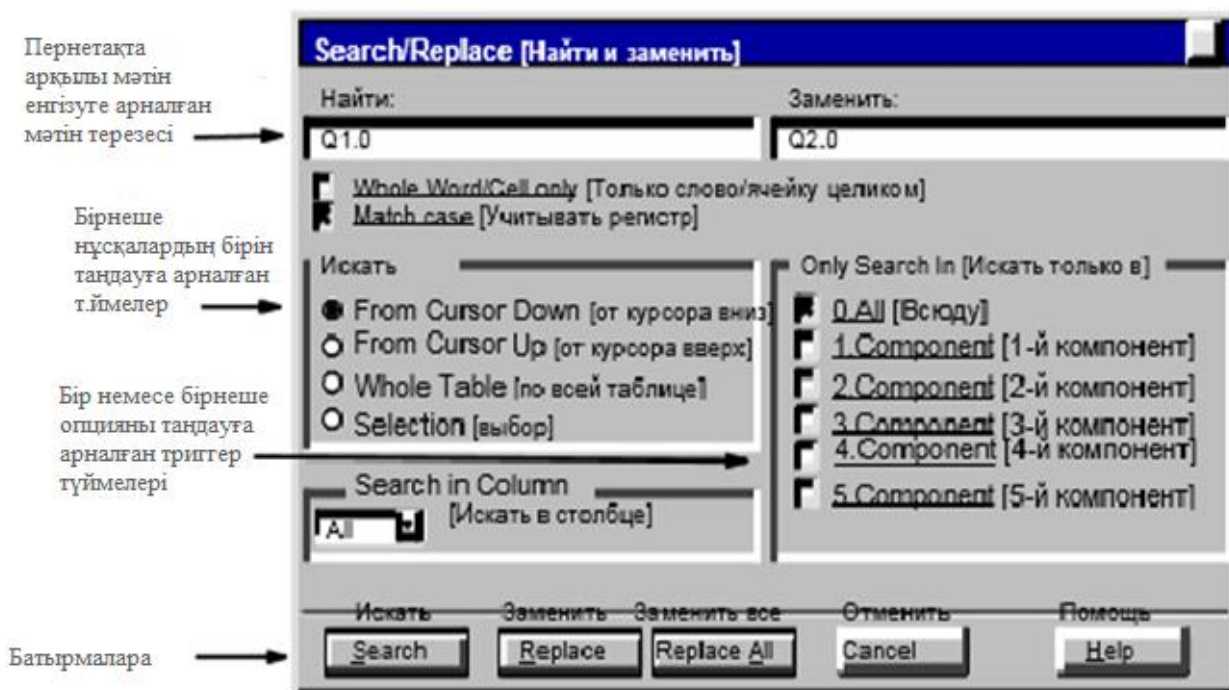 Пернетақта
арқылы мәтін
енгізуге арналған
мәтін терезесі
Бірнеше
нұсқалардың бірін
таңдауға арналған
т.ймелер
Бір немесе бірнеше
опцияны таңдауға
арналған триггер
түймелері
Батырмалара
Search/Replace [Найти и заменить]
Найти:
Заменить:
Q1.0
Q2.0
Whole Word/Cell only [Только слово/ячейку целиком]
Match case [Учитывать регистр]
Искать
From Cursor Down [от курсора вниз]
From Cursor Up [от курсора вверх]
Whole Table [по всей таблице]
Selection [выбор]
Only Search In [Искать только в]
0.All [Всюду]
1.Component [1-й компонент]
2.Component [2-й компонент]
3.Component [3-й компонент]
4.Component [4-й компонент]
5.Component [5-й компонент]
Search in Column
[Искать в столбце]
All
Искать Заменить Заменить все Отменить Помощь
Search Replace Replace All Cancel Help